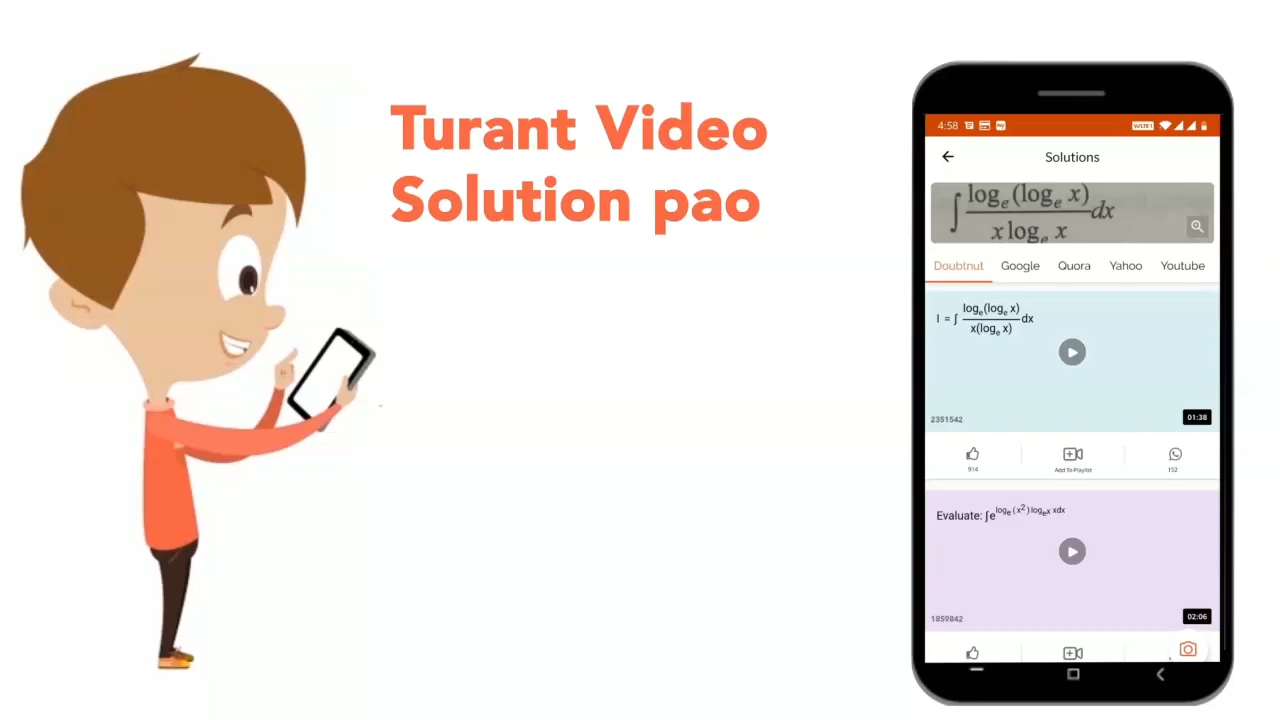 Turant Video
Solution pao
4:58
VoLTE1
Solutions
∫ logₑ(logₑ x) / x logₑ x dx
Doubtnut Google Quora Yahoo Youtube
I = ∫ logₑ(logₑ x) / x(logₑ x) dx
2351542 01:38
914 Add To Playlist 152
Evaluate: ∫e^logₑ(x²)logₑx xdx
1859842 02:06